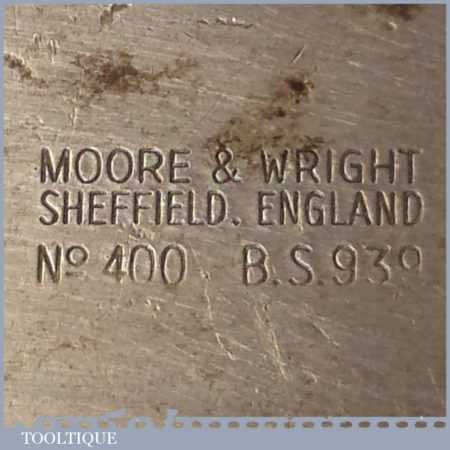 MOORE & WRIGHT
SHEFFIELD. ENGLAND
Nº 400 B.S.939
TOOLTIQUE